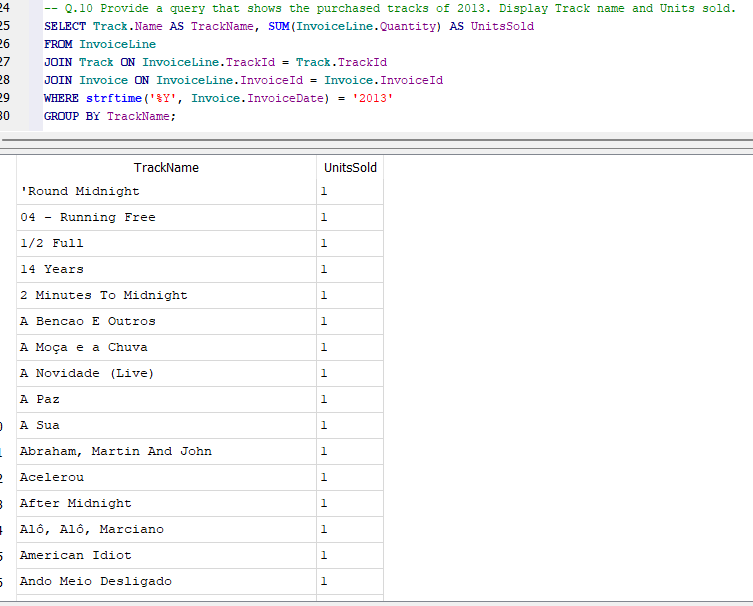 24 -- Q.10 Provide a query that shows the purchased tracks of 2013. Display Track name and Units sold.
25 SELECT Track.Name AS TrackName, SUM(InvoiceLine.Quantity) AS UnitsSold
26 FROM InvoiceLine
27 JOIN Track ON InvoiceLine.TrackId = Track.TrackId
28 JOIN Invoice ON InvoiceLine.InvoiceId = Invoice.InvoiceId
29 WHERE strftime('%Y', Invoice.InvoiceDate) = '2013'
30 GROUP BY TrackName;
TrackName UnitsSold
'Round Midnight 1
04 - Running Free 1
1/2 Full 1
14 Years 1
2 Minutes To Midnight 1
A Bencao E Outros 1
A Moça e a Chuva 1
A Novidade (Live) 1
A Paz 1
A Sua 1
Abraham, Martin And John 1
Acelerou 1
After Midnight 1
Alô, Alô, Marciano 1
American Idiot 1
Ando Meio Desligado 1